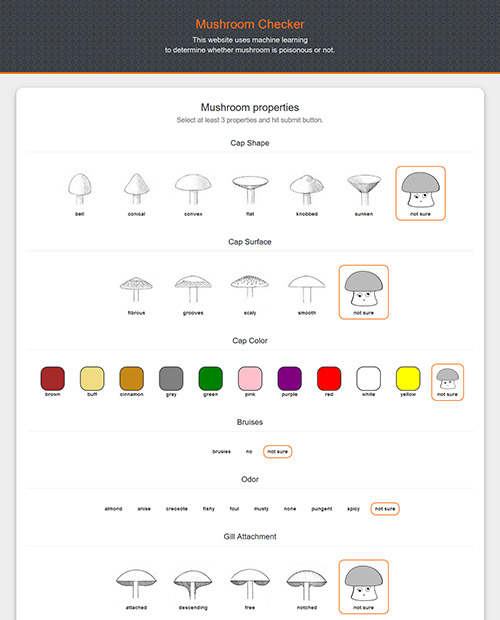 Mushroom Checker
This website uses machine learning
to determine whether mushroom is poisonous or not.
Mushroom properties
Select at least 3 properties and hit submit button.
Cap Shape
bell conical convex flat knobbed sunken not sure
Cap Surface
fibrous grooves scaly smooth not sure
Cap Color
brown buff cinnamon gray green pink purple red white yellow not sure
Bruises
brusies no not sure
Odor
almond anise creosote fishy foul musty none pungent spicy not sure
Gill Attachment
attached descending free notched not sure